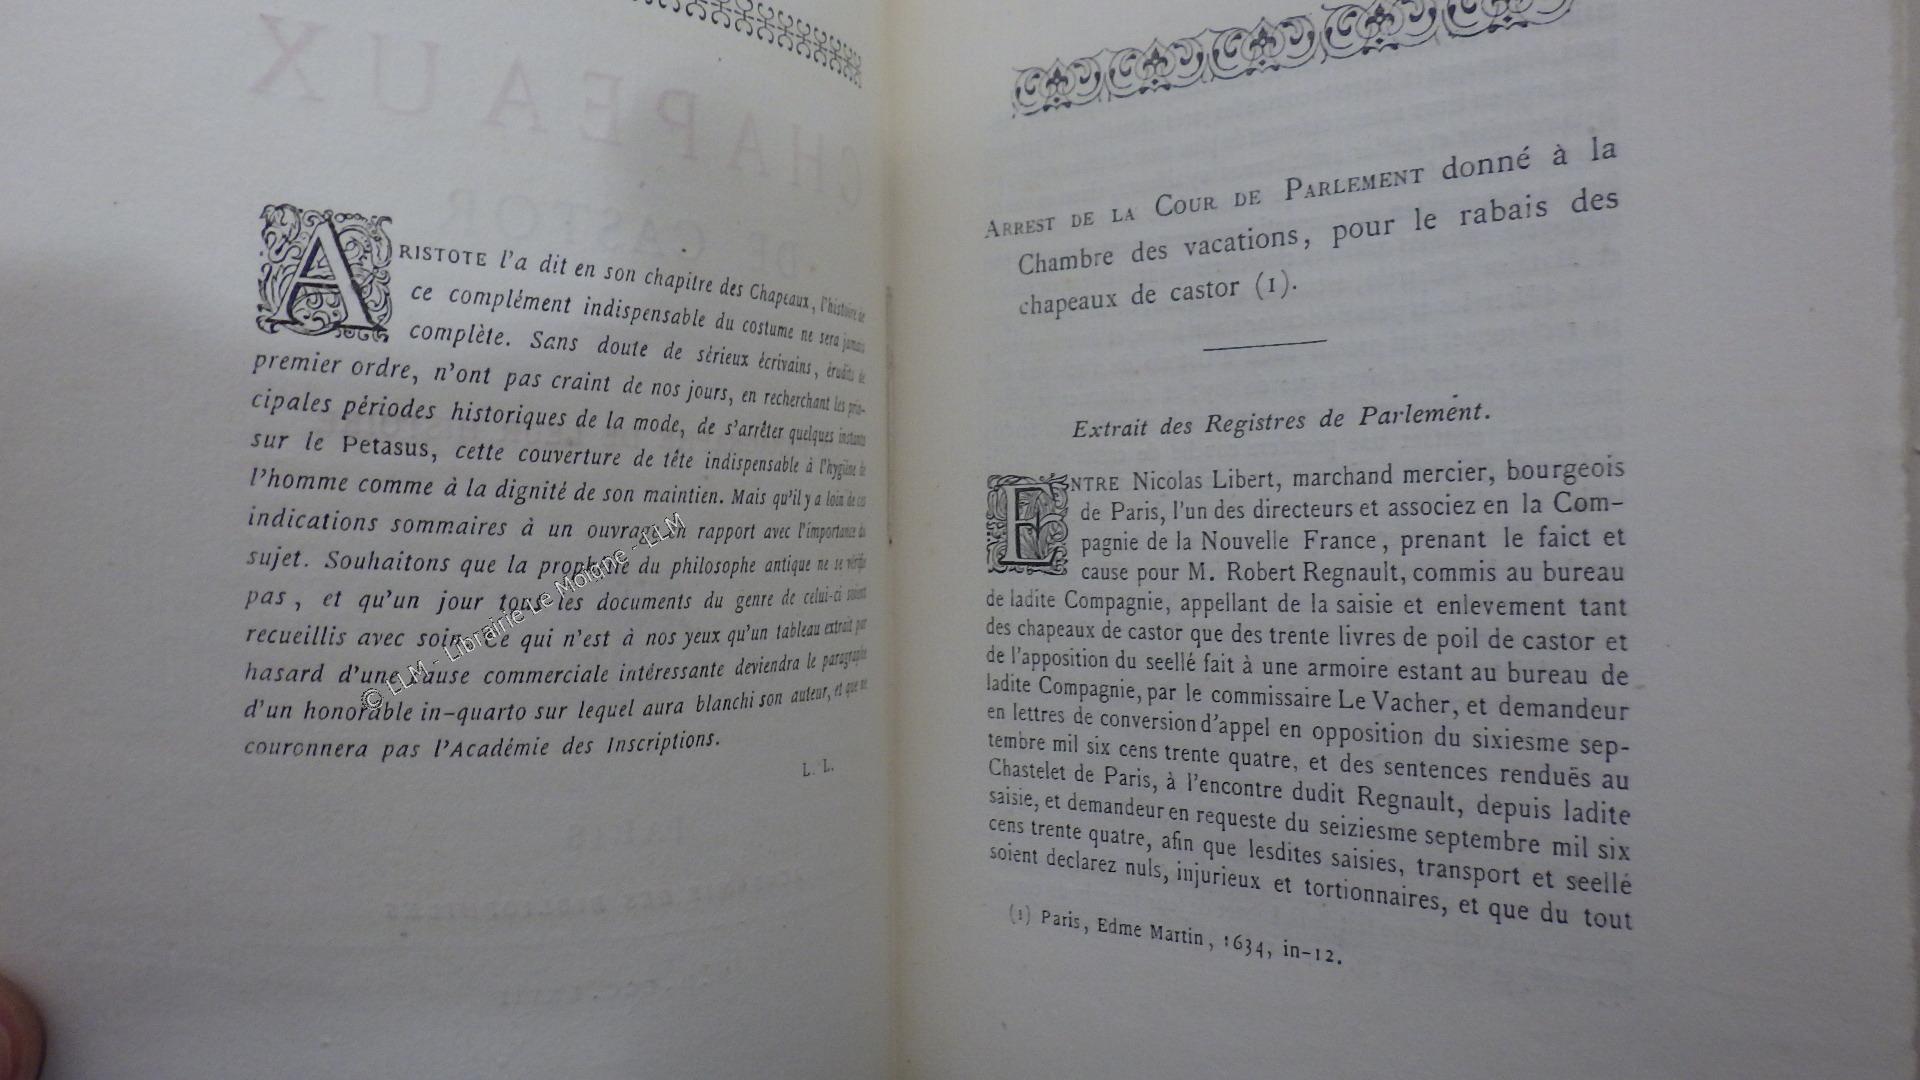 ARISTOTE l'a dit en son chapitre des Chapeaux, l'histoire de
ce complément indispensable du costume ne sera jamais
complète. Sans doute de sérieux écrivains, érudits de
premier ordre, n'ont pas craint de nos jours, en recherchant les prin-
cipales périodes historiques de la mode, de s'arrêter quelques instants
sur le Petasus, cette couverture de tête indispensable à l'hygiène de
l'homme comme à la dignité de son maintien. Mais qu'il y a loin de ces
indications sommaires à un ouvrage en rapport avec l'importance du
sujet. Souhaitons que la prophétie du philosophe antique ne se vérifie
pas, et qu'un jour tous les documents du genre de celui-ci soient
recueillis avec soin. Ce qui n'est à nos yeux qu'un tableau extrait par
hasard d'une cause commerciale intéressante deviendra le paragraphe
d'un honorable in-quarto sur lequel aura blanchi son auteur, et que ne
couronnera pas l'Académie des Inscriptions.
L. L.
© LLM - Librairie Le Moigne - LLM
ARREST DE LA COUR DE PARLEMENT donné à la
Chambre des vacations, pour le rabais des
chapeaux de castor (1).
Extrait des Registres de Parlement.
ENTRE Nicolas Libert, marchand mercier, bourgeois
de Paris, l'un des directeurs et associez en la Com-
pagnie de la Nouvelle France, prenant le faict et
cause pour M. Robert Regnault, commis au bureau
de ladite Compagnie, appellant de la saisie et enlevement tant
des chapeaux de castor que des trente livres de poil de castor et
de l'apposition du seellé fait à une armoire estant au bureau de
ladite Compagnie, par le commissaire Le Vacher, et demandeur
en lettres de conversion d'appel en opposition du sixiesme sep-
tembre mil six cens trente quatre, et des sentences renduës au
Chastelet de Paris, à l'encontre dudit Regnault, depuis ladite
saisie, et demandeur en requeste du seiziesme septembre mil six
cens trente quatre, afin que lesdites saisies, transport et seellé
soient declarez nuls, injurieux et tortionnaires, et que du tout
(1) Paris, Edme Martin, 1634, in-12.